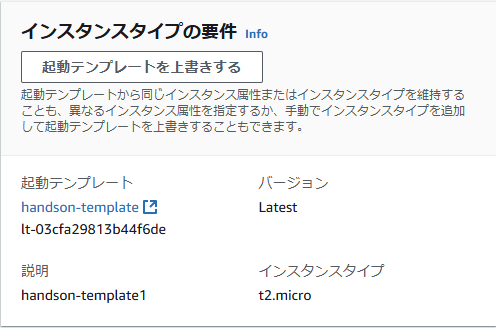 インスタンスタイプの要件 Info
起動テンプレートを上書きする
起動テンプレートから同じインスタンス属性またはインスタンスタイプを維持する
ことも、異なるインスタンス属性を指定するか、手動でインスタンスタイプを追加
して起動テンプレートを上書きすることもできます。
起動テンプレート
handson-template
lt-03cfa29813b44f6de
バージョン
Latest
説明
handson-template1
インスタンスタイプ
t2.micro